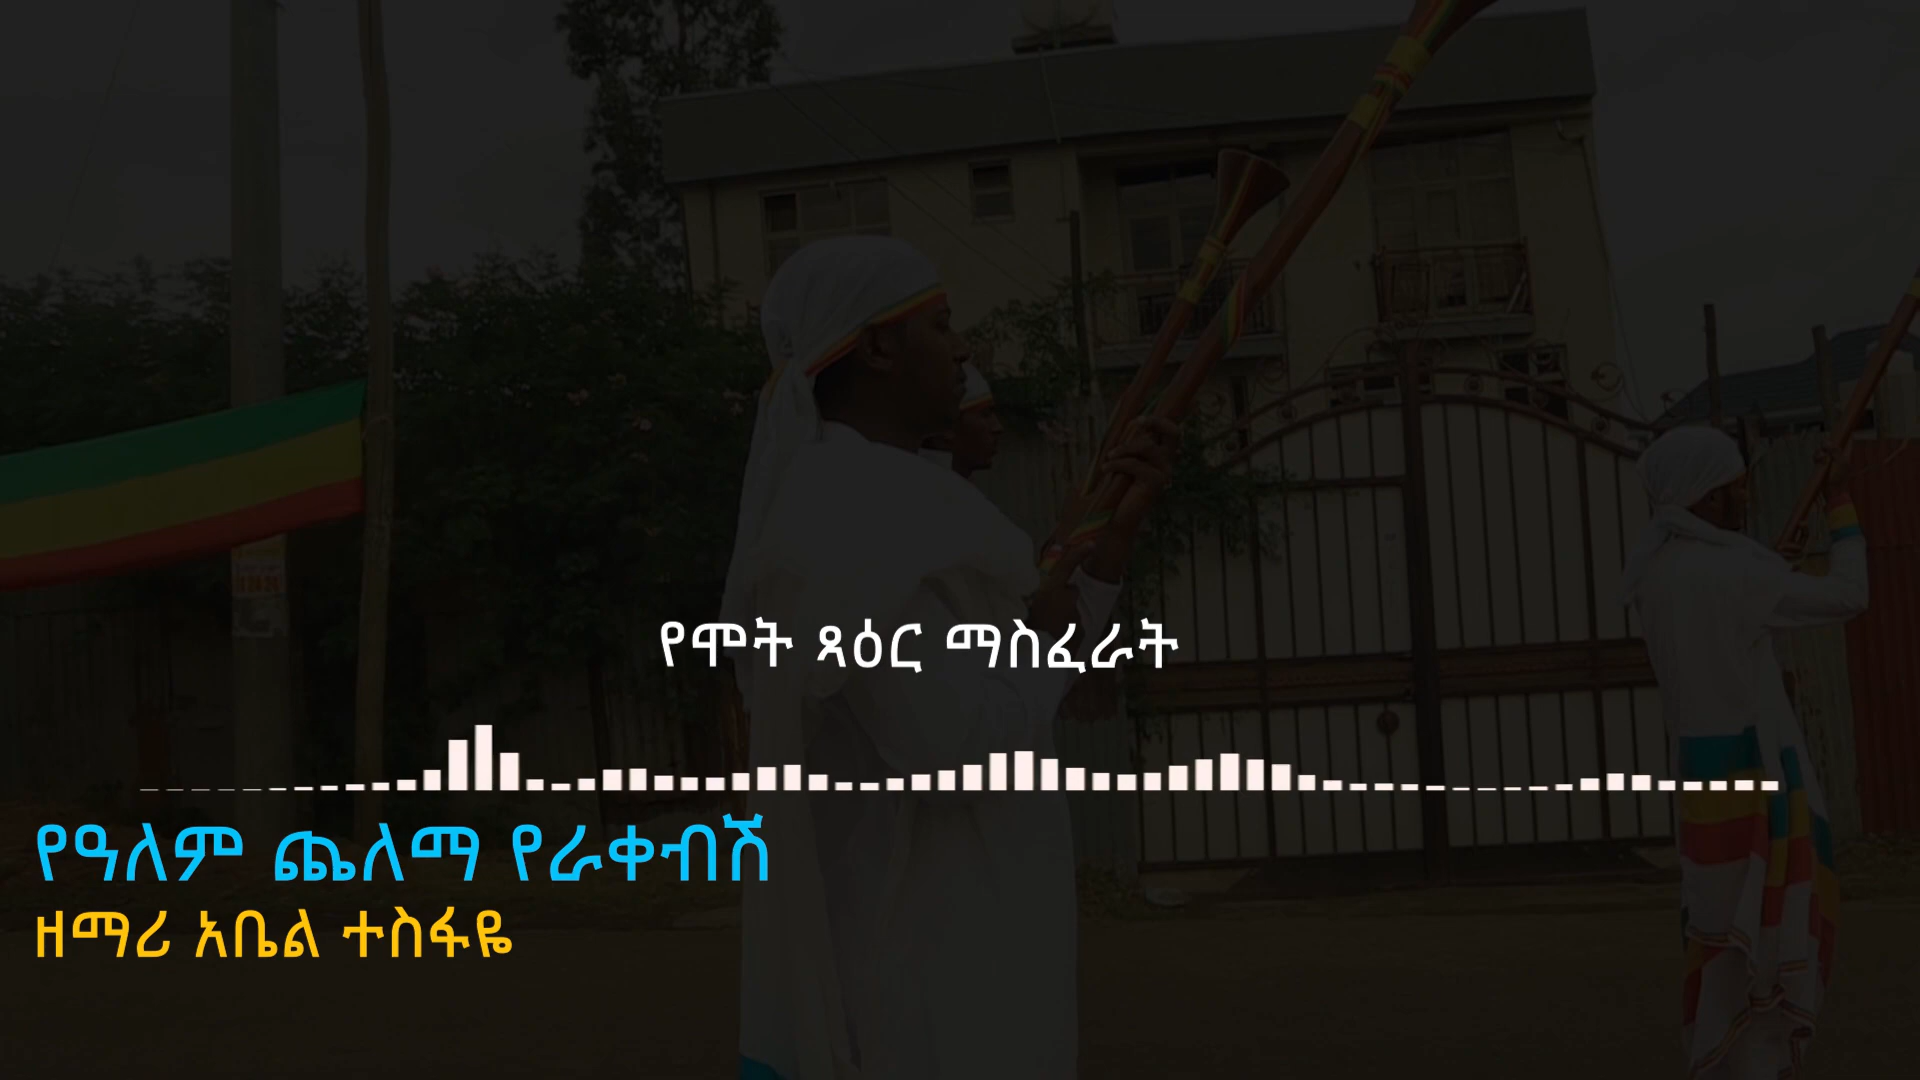 የሞት ጻዕር ማስፈራት
የዓለም ጨለማ የራቀብሽ
ዘማሪ አቤል ተስፋዬ